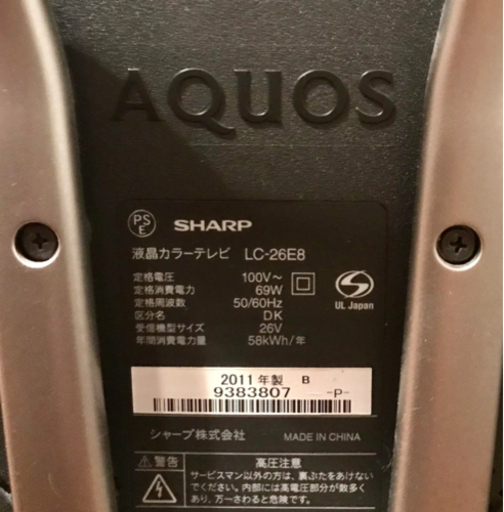 AQUOS
PS
E
SHARP
液晶カラーテレビ LC-26E8
定格電圧 100V～
定格消費電力 69W
定格周波数 50/60Hz
区分名 DK
受信機型サイズ 26V
年間消費電力量 58kWh/年
S
UL Japan
2011年製 B
9383807 -P-
シャープ株式会社 MADE IN CHINA
⚠警告 高圧注意
サービスマン以外の方は、裏ぶたをあけないでください。内部には高電圧部分が数多くあり、万一さわると危険です。